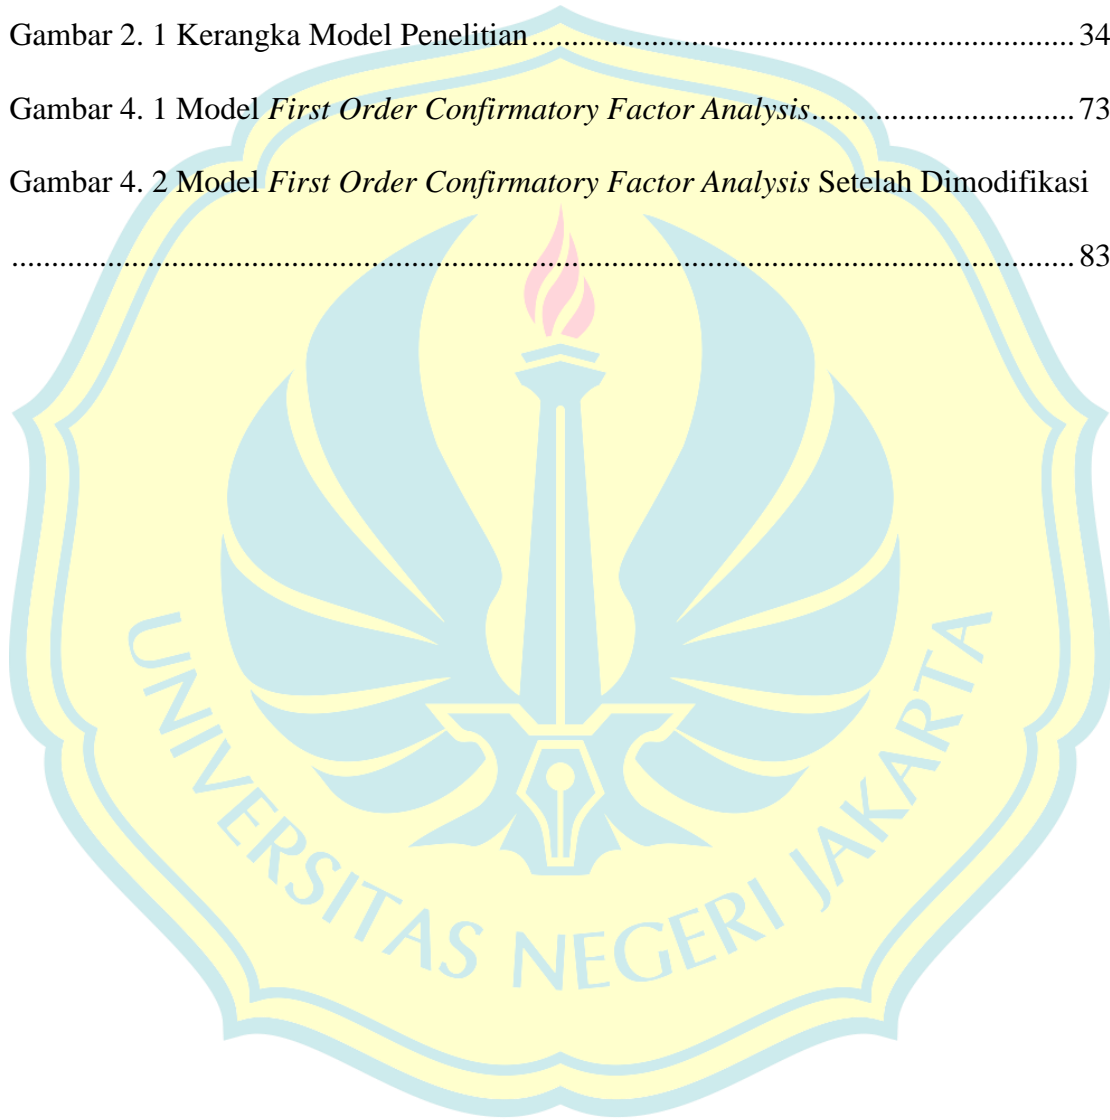 Gambar 2. 1 Kerangka Model Penelitian.................................................................... 34
Gambar 4. 1 Model First Order Confirmatory Factor Analysis................................. 73
Gambar 4. 2 Model First Order Confirmatory Factor Analysis Setelah Dimodifikasi
.................................................................................................................................... 83
UNIVERSITAS NEGERI JAKARTA